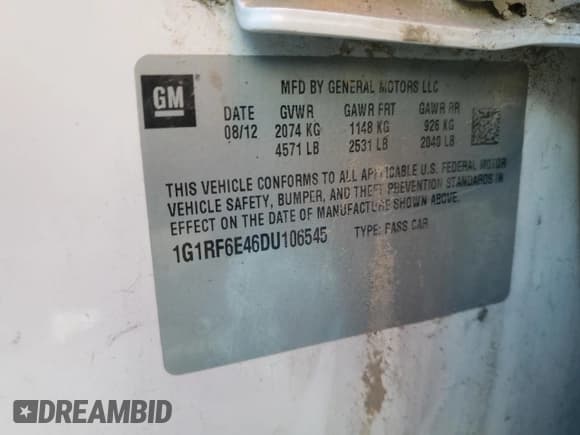 GM
MFD BY GENERAL MOTORS LLC
DATE GVWR GAWR FRT GAWR RR
08/12 2074 KG 1148 KG 926 KG
4571 LB 2531 LB 2040 LB
THIS VEHICLE CONFORMS TO ALL APPLICABLE U.S. FEDERAL MOTOR
VEHICLE SAFETY, BUMPER, AND THEFT PREVENTION STANDARDS IN
EFFECT ON THE DATE OF MANUFACTURE SHOWN ABOVE.
1G1RF6E46DU106545 TYPE: PASS CAR
DREAMBID